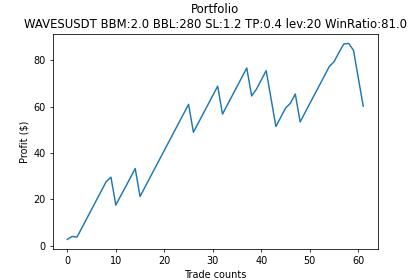 Portfolio
WAVESUSDT BBM:2.0 BBL:280 SL:1.2 TP:0.4 lev:20 WinRatio:81.0
80
60
40
20
0
Profit ($)
0 10 20 30 40 50 60
Trade counts